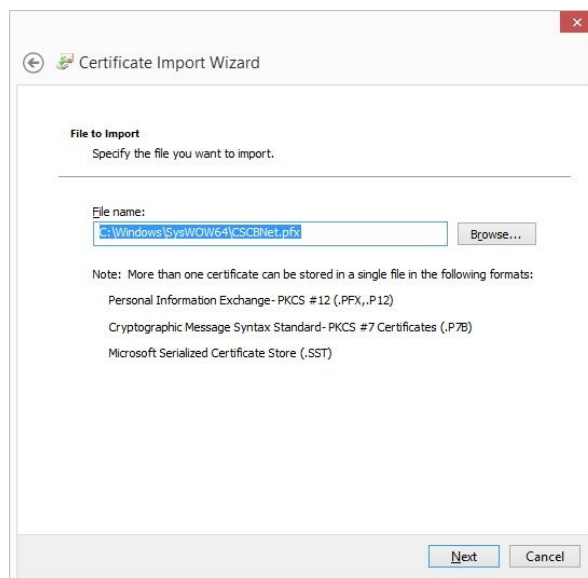 Certificate Import Wizard
File to Import
Specify the file you want to import.
File name:
C:\Windows\SysWOW64\CSCBNet.pfx
Browse...
Note: More than one certificate can be stored in a single file in the following formats:
Personal Information Exchange- PKCS #12 (.PFX,.P12)
Cryptographic Message Syntax Standard- PKCS #7 Certificates (.P7B)
Microsoft Serialized Certificate Store (.SST)
Next Cancel